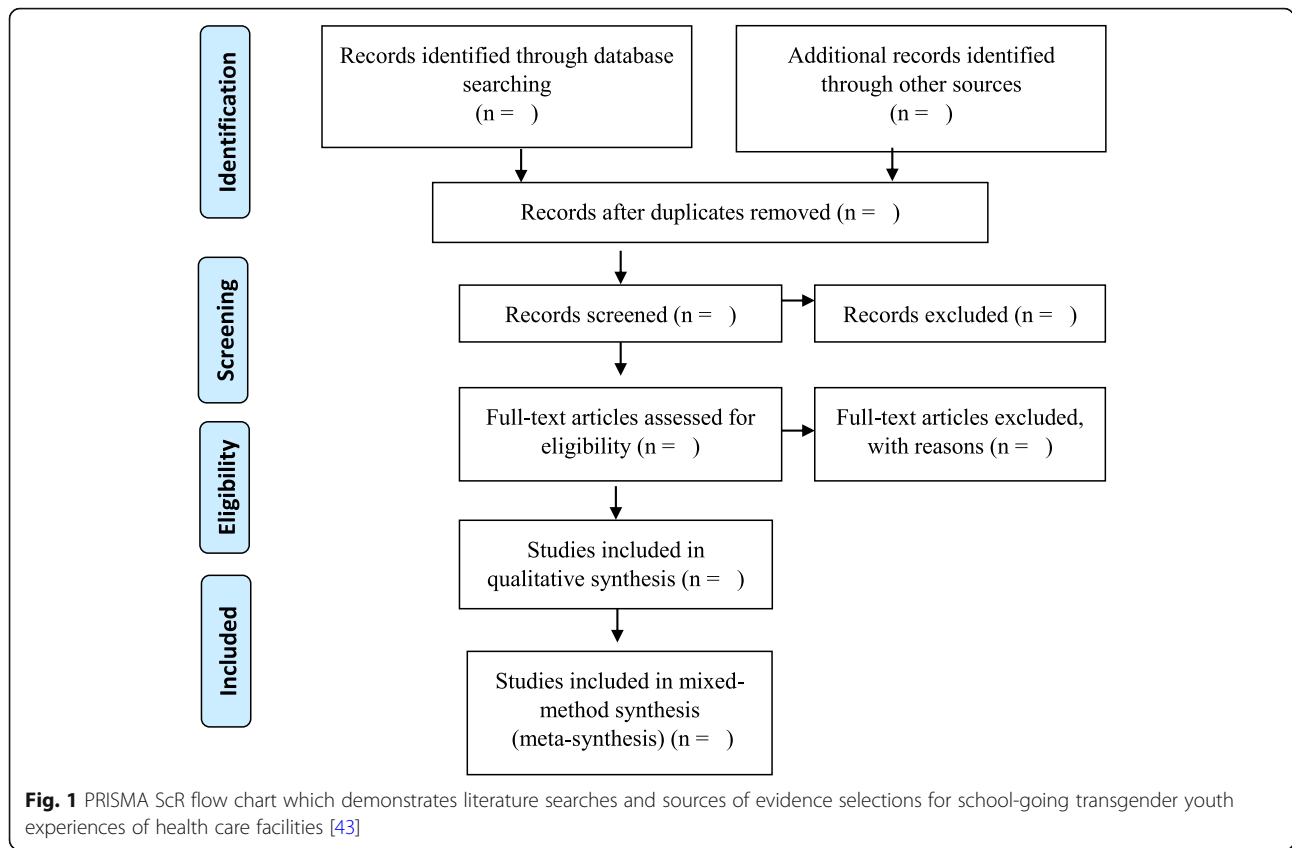 Identification
Records identified through database
searching
(n = )
Additional records identified
through other sources
(n = )
Records after duplicates removed (n = )
Screening
Records screened (n = )
Records excluded (n = )
Eligibility
Full-text articles assessed for
eligibility (n = )
Full-text articles excluded,
with reasons (n = )
Studies included in
qualitative synthesis (n = )
Included
Studies included in mixed-
method synthesis
(meta-synthesis) (n = )
Fig. 1 PRISMA ScR flow chart which demonstrates literature searches and sources of evidence selections for school-going transgender youth
experiences of health care facilities [43]